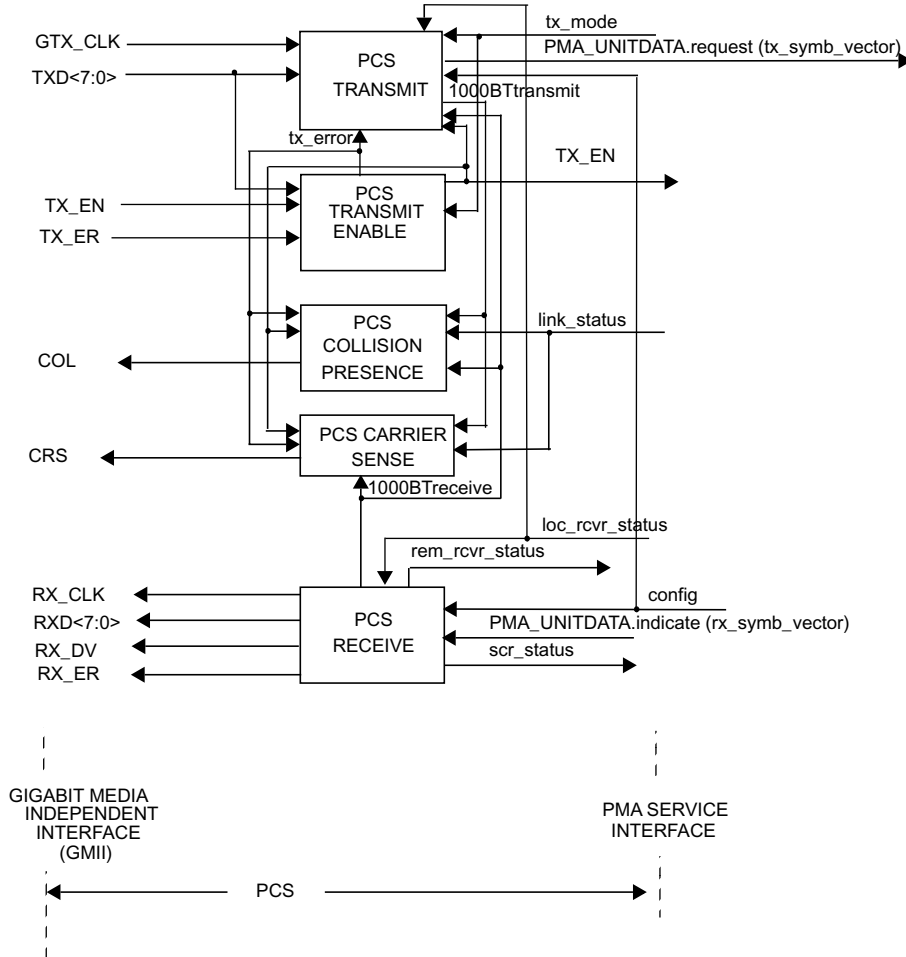 tx_mode
GTX_CLK
PCS
TRANSMIT
PMA_UNITDATA.request (tx_symb_vector)
TXD<7:0>
1000BTtransmit
tx_error
TX_EN
PCS
TRANSMIT
ENABLE
TX_EN
TX_ER
PCS
COLLISION
PRESENCE
link_status
COL
PCS CARRIER
SENSE
CRS
1000BTreceive
loc_rcvr_status
rem_rcvr_status
RX_CLK
PCS
RECEIVE
config
RXD<7:0>
PMA_UNITDATA.indicate (rx_symb_vector)
RX_DV
scr_status
RX_ER
GIGABIT MEDIA
INDEPENDENT
INTERFACE
(GMII)
PMA SERVICE
INTERFACE
PCS